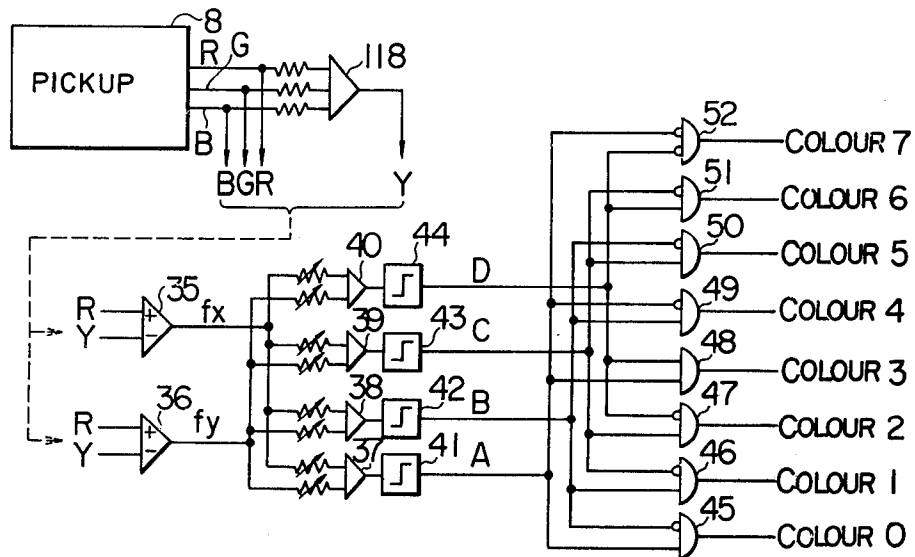 8
PICKUP
R
G
B
118
BGR
Y
52
COLOUR 7
51
COLOUR 6
50
COLOUR 5
49
COLOUR 4
48
COLOUR 3
47
COLOUR 2
46
COLOUR 1
45
COLOUR 0
40
44
D
R
35
fx
Y
39
43
C
38
42
B
R
36
fy
Y
37
41
A